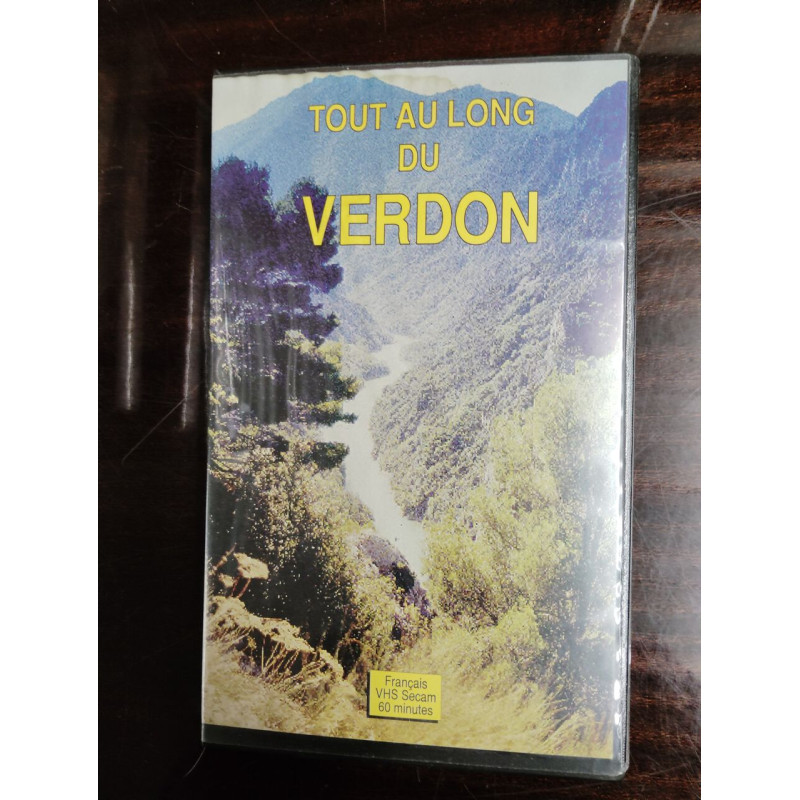 TOUT AU LONG
DU
VERDON
Français
VHS Secam
60 minutes